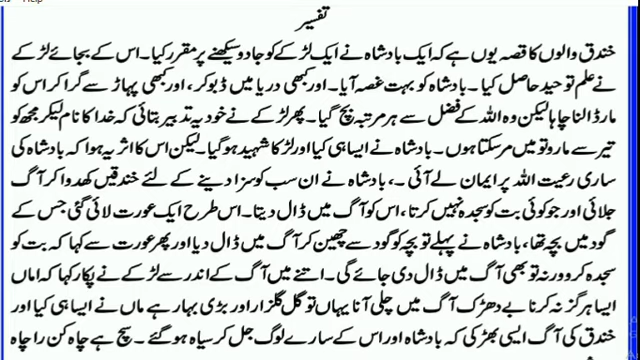 تفسیر
خندق والوں کا قصہ یوں ہے کہ ایک بادشاہ نے ایک لڑکے کو جادو سیکھنے پر مقرر کیا۔ اس کے بجائے لڑکے
نے علم توحید حاصل کیا۔ بادشاہ کو بہت غصہ آیا۔ اور کبھی دریا میں ڈبو کر، اور کبھی پہاڑ سے گرا کر اس کو
مار ڈالنا چاہا لیکن وہ اللہ کے فضل سے ہر مرتبہ بچ گیا۔ پھر لڑکے نے خود یہ تدبیر بتائی کہ خدا کا نام لیکر مجھ کو
تیر سے مارو تو میں مر سکتا ہوں۔ بادشاہ نے ایسا ہی کیا اور لڑکا شہید ہو گیا۔ لیکن اس کا اثر یہ ہوا کہ بادشاہ کی
ساری رعیت اللہ پر ایمان لے آئی۔، بادشاہ نے ان سب کو سزا دینے کے لئے خندقیں کھدوا کر آگ
جلائی اور جو کوئی بت کو سجدہ نہیں کرتا، اس کو آگ میں ڈال دیتا۔ اس طرح ایک عورت لائی گئی جس کے
گود میں بچہ تھا، بادشاہ نے پہلے تو بچہ کو گود سے چھین کر آگ میں ڈال دیا اور پھر عورت سے کہا کہ بت کو
سجدہ کرو ورنہ تو بھی آگ میں ڈال دی جائے گی۔ اتنے میں آگ کے اندر سے لڑکے نے پکار کہا کہ اماں
ایسا ہرگز نہ کرنا بے دھڑک آگ میں چلی آنا یہاں تو گل گلزار اور بڑی بہار ہے ماں نے ایسا ہی کیا اور
خندق کی آگ ایسی بھڑکی کہ بادشاہ اور اس کے سارے لوگ جل کر سیاہ ہو گئے۔ سچ ہے چاہ کن را چاہ